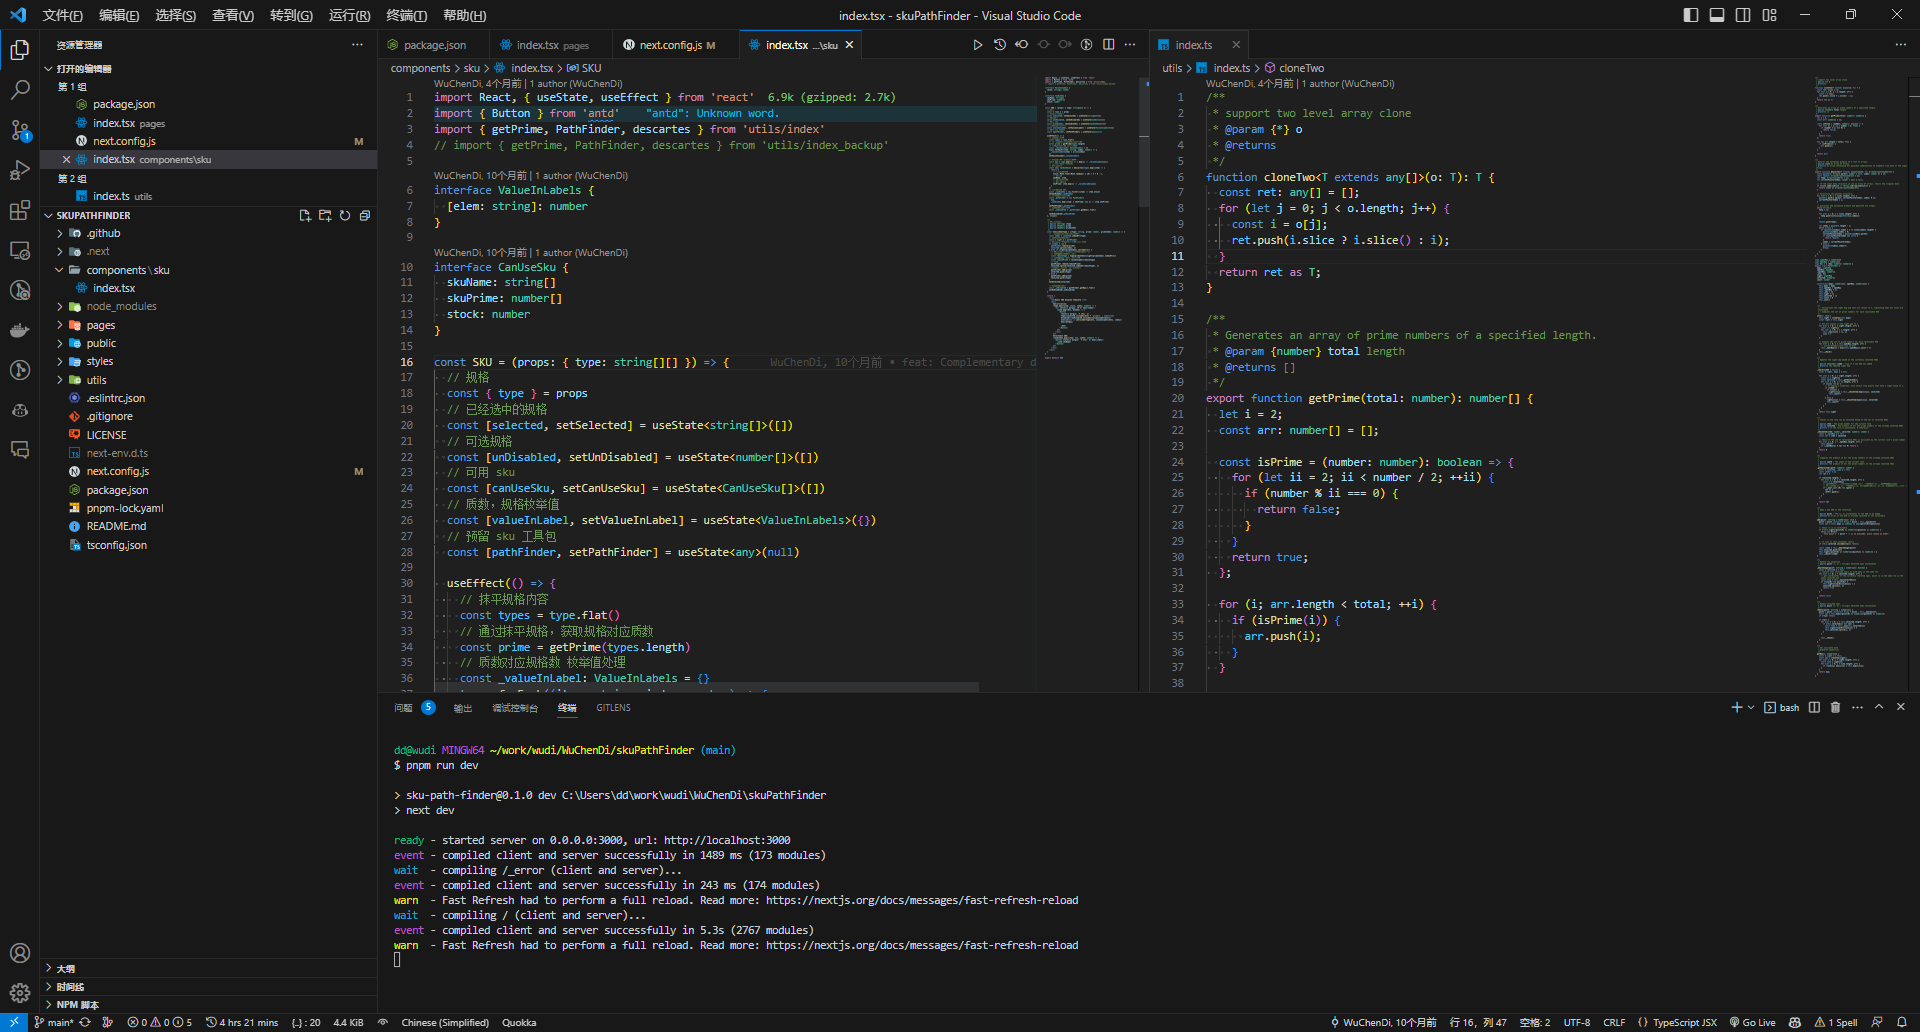 文件(F) 编辑(E) 选择(S) 查看(V) 转到(G) 运行(R) 终端(T) 帮助(H)
index.tsx - skuPathFinder - Visual Studio Code
资源管理器
打开的编辑器
第 1 组
package.json
index.tsx pages
next.config.js M
index.tsx components\sku
第 2 组
index.ts utils
SKUPATHFINDER
.github
.next
components\sku
index.tsx
node_modules
pages
public
styles
utils
.eslintrc.json
.gitignore
LICENSE
next-env.d.ts
next.config.js M
package.json
pnpm-lock.yaml
README.md
tsconfig.json
大纲
时间线
NPM 脚本
1
package.json
index.tsx pages
next.config.js M
index.tsx ...\sku
components > sku > index.tsx > SKU
WuChenDi, 4个月前 | 1 author (WuChenDi)
1 import React, { useState, useEffect } from 'react' 6.9k (gzipped: 2.7k)
2 import { Button } from 'antd' "antd": Unknown word.
3 import { getPrime, PathFinder, descartes } from 'utils/index'
4 // import { getPrime, PathFinder, descartes } from 'utils/index_backup'
5
WuChenDi, 10个月前 | 1 author (WuChenDi)
6 interface ValueInLabels {
7 [elem: string]: number
8 }
9
WuChenDi, 10个月前 | 1 author (WuChenDi)
10 interface CanUseSku {
11 skuName: string[]
12 skuPrime: number[]
13 stock: number
14 }
15
16 const SKU = (props: { type: string[][] }) => { WuChenDi, 10个月前 • feat: Complementary d
17 // 规格
18 const { type } = props
19 // 已经选中的规格
20 const [selected, setSelected] = useState<string[]>([])
21 // 可选规格
22 const [unDisabled, setUnDisabled] = useState<number[]>([])
23 // 可用 sku
24 const [canUseSku, setCanUseSku] = useState<CanUseSku[]>([])
25 // 质数，规格枚举值
26 const [valueInLabel, setValueInLabel] = useState<ValueInLabels>({})
27 // 预留 sku 工具包
28 const [pathFinder, setPathFinder] = useState<any>(null)
29
30 useEffect(() => {
31 // 抹平规格内容
32 const types = type.flat()
33 // 通过抹平规格，获取规格对应质数
34 const prime = getPrime(types.length)
35 // 质数对应规格数 枚举值处理
36 const _valueInLabel: ValueInLabels = {}
index.ts
utils > index.ts > cloneTwo
WuChenDi, 4个月前 | 1 author (WuChenDi)
1 /**
2 * support two level array clone
3 * @param {*} o
4 * @returns
5 */
6 function cloneTwo<T extends any[]>(o: T): T {
7 const ret: any[] = [];
8 for (let j = 0; j < o.length; j++) {
9 const i = o[j];
10 ret.push(i.slice ? i.slice() : i);
11 }
12 return ret as T;
13 }
14
15 /**
16 * Generates an array of prime numbers of a specified length.
17 * @param {number} total length
18 * @returns []
19 */
20 export function getPrime(total: number): number[] {
21 let i = 2;
22 const arr: number[] = [];
23
24 const isPrime = (number: number): boolean => {
25 for (let ii = 2; ii < number / 2; ++ii) {
26 if (number % ii === 0) {
27 return false;
28 }
29 }
30 return true;
31 };
32
33 for (i; arr.length < total; ++i) {
34 if (isPrime(i)) {
35 arr.push(i);
36 }
37 }
38
问题 5 输出 调试控制台 终端 GITLENS
bash
dd@wudi MINGW64 ~/work/wudi/WuChenDi/skuPathFinder (main)
$ pnpm run dev
> sku-path-finder@0.1.0 dev C:\Users\dd\work\wudi\WuChenDi\skuPathFinder
> next dev
ready - started server on 0.0.0.0:3000, url: http://localhost:3000
event - compiled client and server successfully in 1489 ms (173 modules)
wait - compiling /_error (client and server)...
event - compiled client and server successfully in 243 ms (174 modules)
warn - Fast Refresh had to perform a full reload. Read more: https://nextjs.org/docs/messages/fast-refresh-reload
wait - compiling / (client and server)...
event - compiled client and server successfully in 5.3s (2767 modules)
warn - Fast Refresh had to perform a full reload. Read more: https://nextjs.org/docs/messages/fast-refresh-reload
main* 0 0 5 4 hrs 21 mins {..} : 20 4.4 KiB Chinese (Simplified) Quokka
WuChenDi, 10个月前 行 16, 列 47 空格: 2 UTF-8 CRLF {} TypeScript JSX Go Live 1 Spell